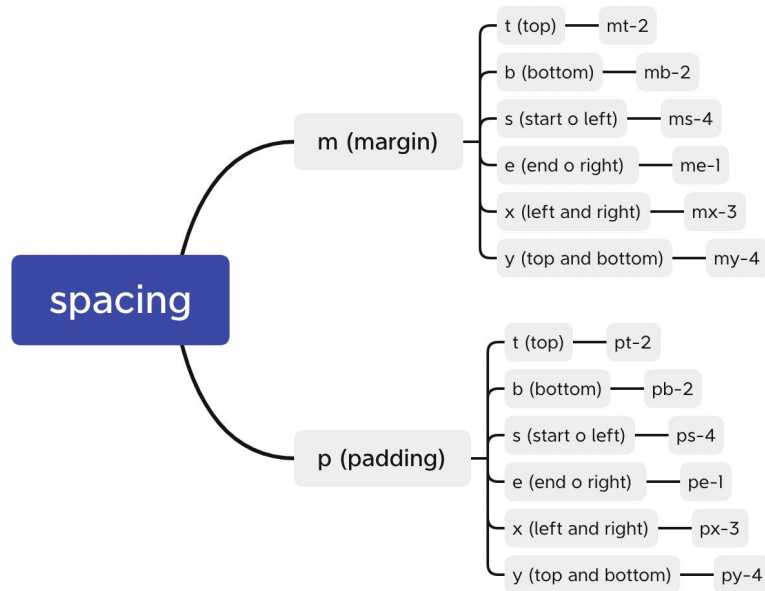 spacing
m (margin)
t (top) mt-2
b (bottom) mb-2
s (start o left) ms-4
e (end o right) me-1
x (left and right) mx-3
y (top and bottom) my-4
p (padding)
t (top) pt-2
b (bottom) pb-2
s (start o left) ps-4
e (end o right) pe-1
x (left and right) px-3
y (top and bottom) py-4